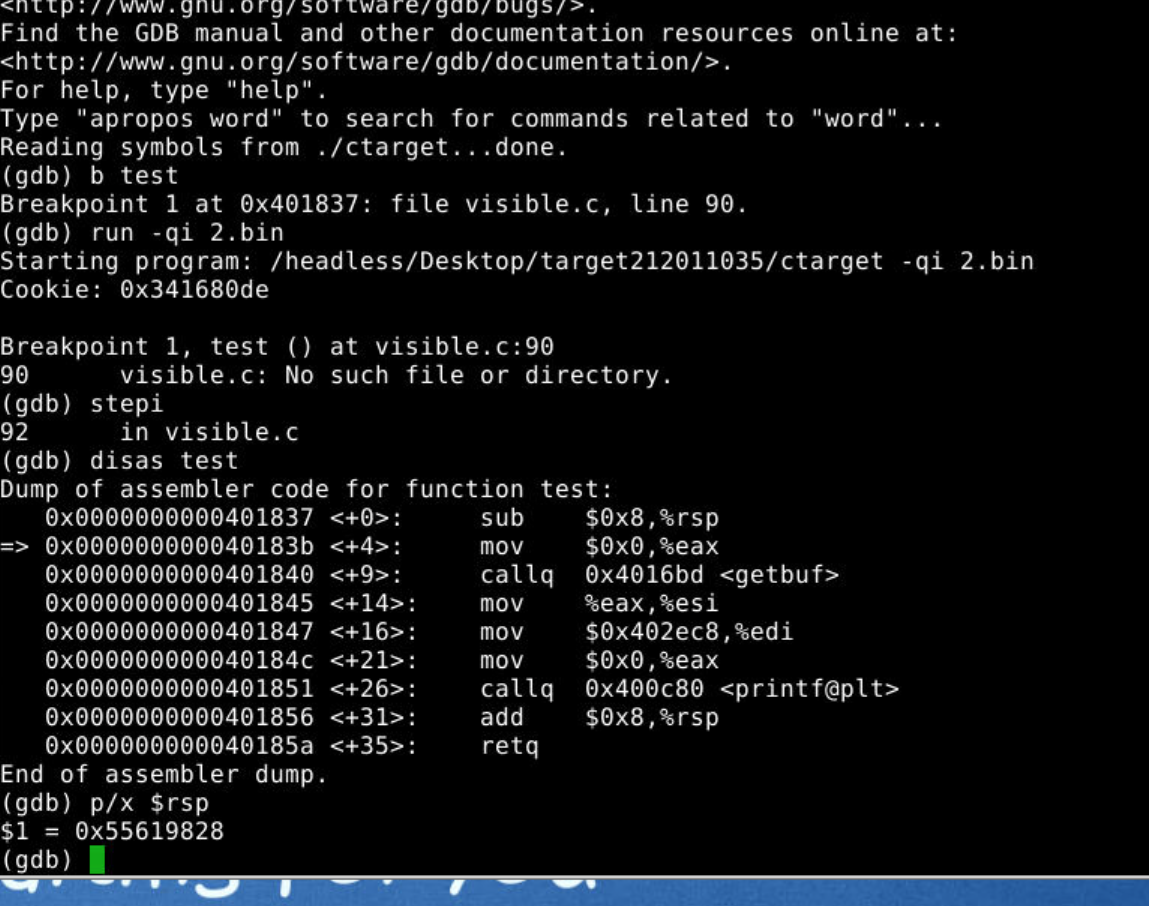 <http://www.gnu.org/software/gdb/bugs/>.
Find the GDB manual and other documentation resources online at:
<http://www.gnu.org/software/gdb/documentation/>.
For help, type "help".
Type "apropos word" to search for commands related to "word"...
Reading symbols from ./ctarget...done.
(gdb) b test
Breakpoint 1 at 0x401837: file visible.c, line 90.
(gdb) run -qi 2.bin
Starting program: /headless/Desktop/target212011035/ctarget -qi 2.bin
Cookie: 0x341680de
Breakpoint 1, test () at visible.c:90
90      visible.c: No such file or directory.
(gdb) stepi
92      in visible.c
(gdb) disas test
Dump of assembler code for function test:
   0x0000000000401837 <+0>:     sub    $0x8,%rsp
=> 0x000000000040183b <+4>:     mov    $0x0,%eax
   0x0000000000401840 <+9>:     callq  0x4016bd <getbuf>
   0x0000000000401845 <+14>:    mov    %eax,%esi
   0x0000000000401847 <+16>:    mov    $0x402ec8,%edi
   0x000000000040184c <+21>:    mov    $0x0,%eax
   0x0000000000401851 <+26>:    callq  0x400c80 <printf@plt>
   0x0000000000401856 <+31>:    add    $0x8,%rsp
   0x000000000040185a <+35>:    retq
End of assembler dump.
(gdb) p/x $rsp
$1 = 0x55619828
(gdb)